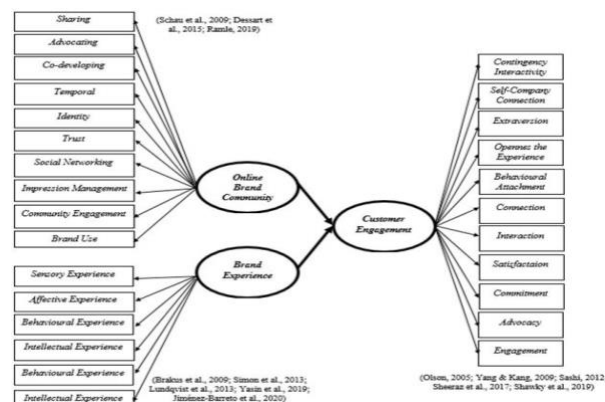 Sharing
Advocating
Co-developing
Temporal
Identity
Trust
Social Networking
Impression Management
Community Engagement
Brand Use
Sensory Experience
Affective Experience
Behavioural Experience
Intellectual Experience
Behavioural Experience
Intellectual Experience
(Schau et al., 2009; Dessart et
al., 2015; Ramle, 2019)
Online
Brand
Community
Brand
Experience
(Brakus et al., 2009; Simon et al., 2013;
Lundqvist et al., 2013; Yasin et al., 2019;
Jiménez-Barreto et al., 2020)
Customer
Engagement
Contingency
Interactivity
Self-Company
Connection
Extraversion
Opennes the
Experience
Behavioural
Attachment
Connection
Interaction
Satisfactaion
Commitment
Advocacy
Engagement
(Olson, 2005; Yang & Kang, 2009; Sashi, 2012
Sheeraz et al., 2017; Shawky et al., 2019)